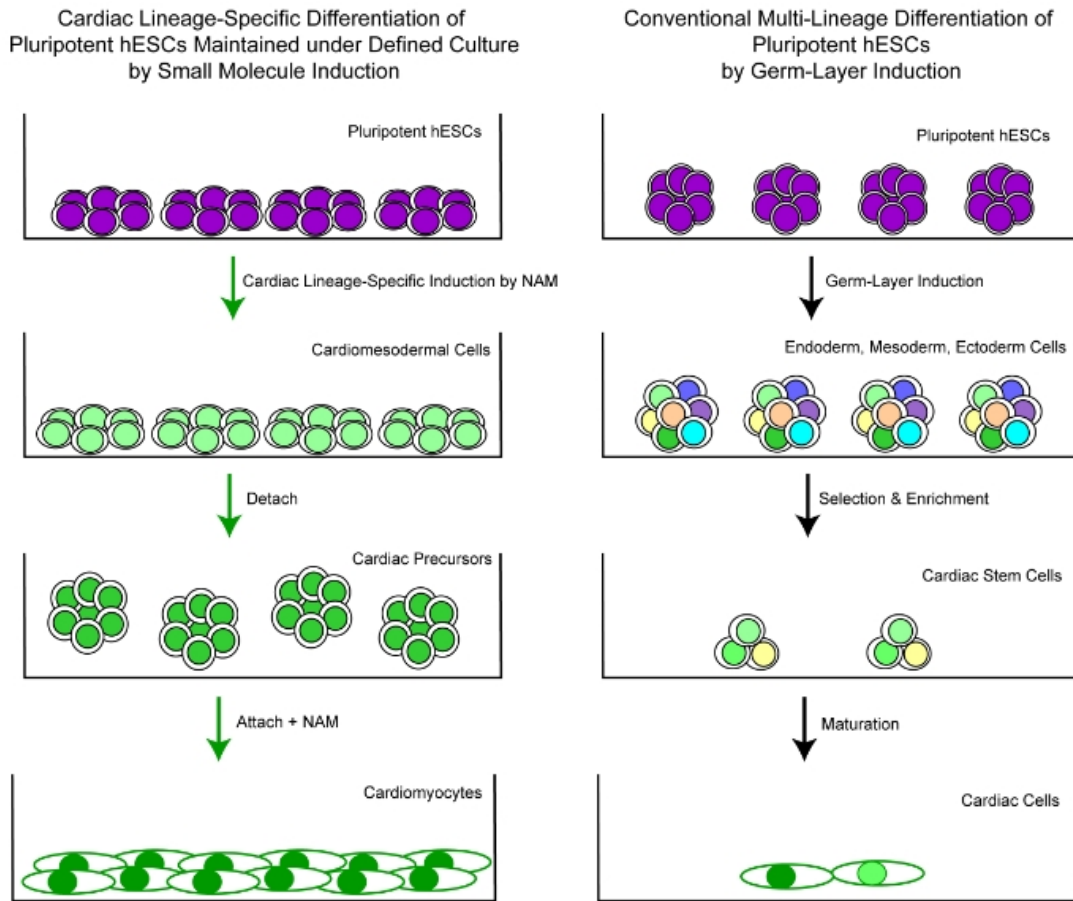 Cardiac Lineage-Specific Differentiation of
Pluripotent hESCs Maintained under Defined Culture
by Small Molecule Induction
Pluripotent hESCs
Cardiac Lineage-Specific Induction by NAM
Cardiomesodermal Cells
Detach
Cardiac Precursors
Attach + NAM
Cardiomyocytes
Conventional Multi-Lineage Differentiation of
Pluripotent hESCs
by Germ-Layer Induction
Pluripotent hESCs
Germ-Layer Induction
Endoderm, Mesoderm, Ectoderm Cells
Selection & Enrichment
Cardiac Stem Cells
Maturation
Cardiac Cells